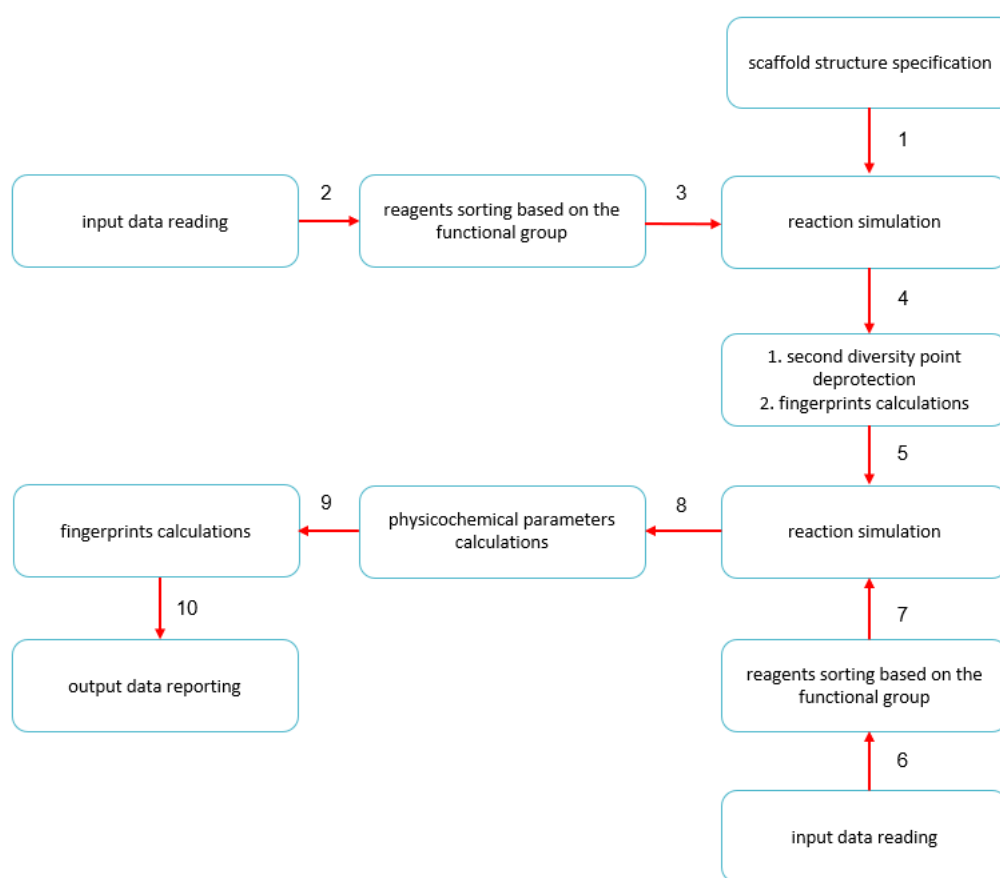 scaffold structure specification
1
input data reading
2
reagents sorting based on the
functional group
3
reaction simulation
4
1. second diversity point
deprotection
2. fingerprints calculations
5
fingerprints calculations
9
physicochemical parameters
calculations
8
reaction simulation
10
7
output data reporting
reagents sorting based on the
functional group
6
input data reading